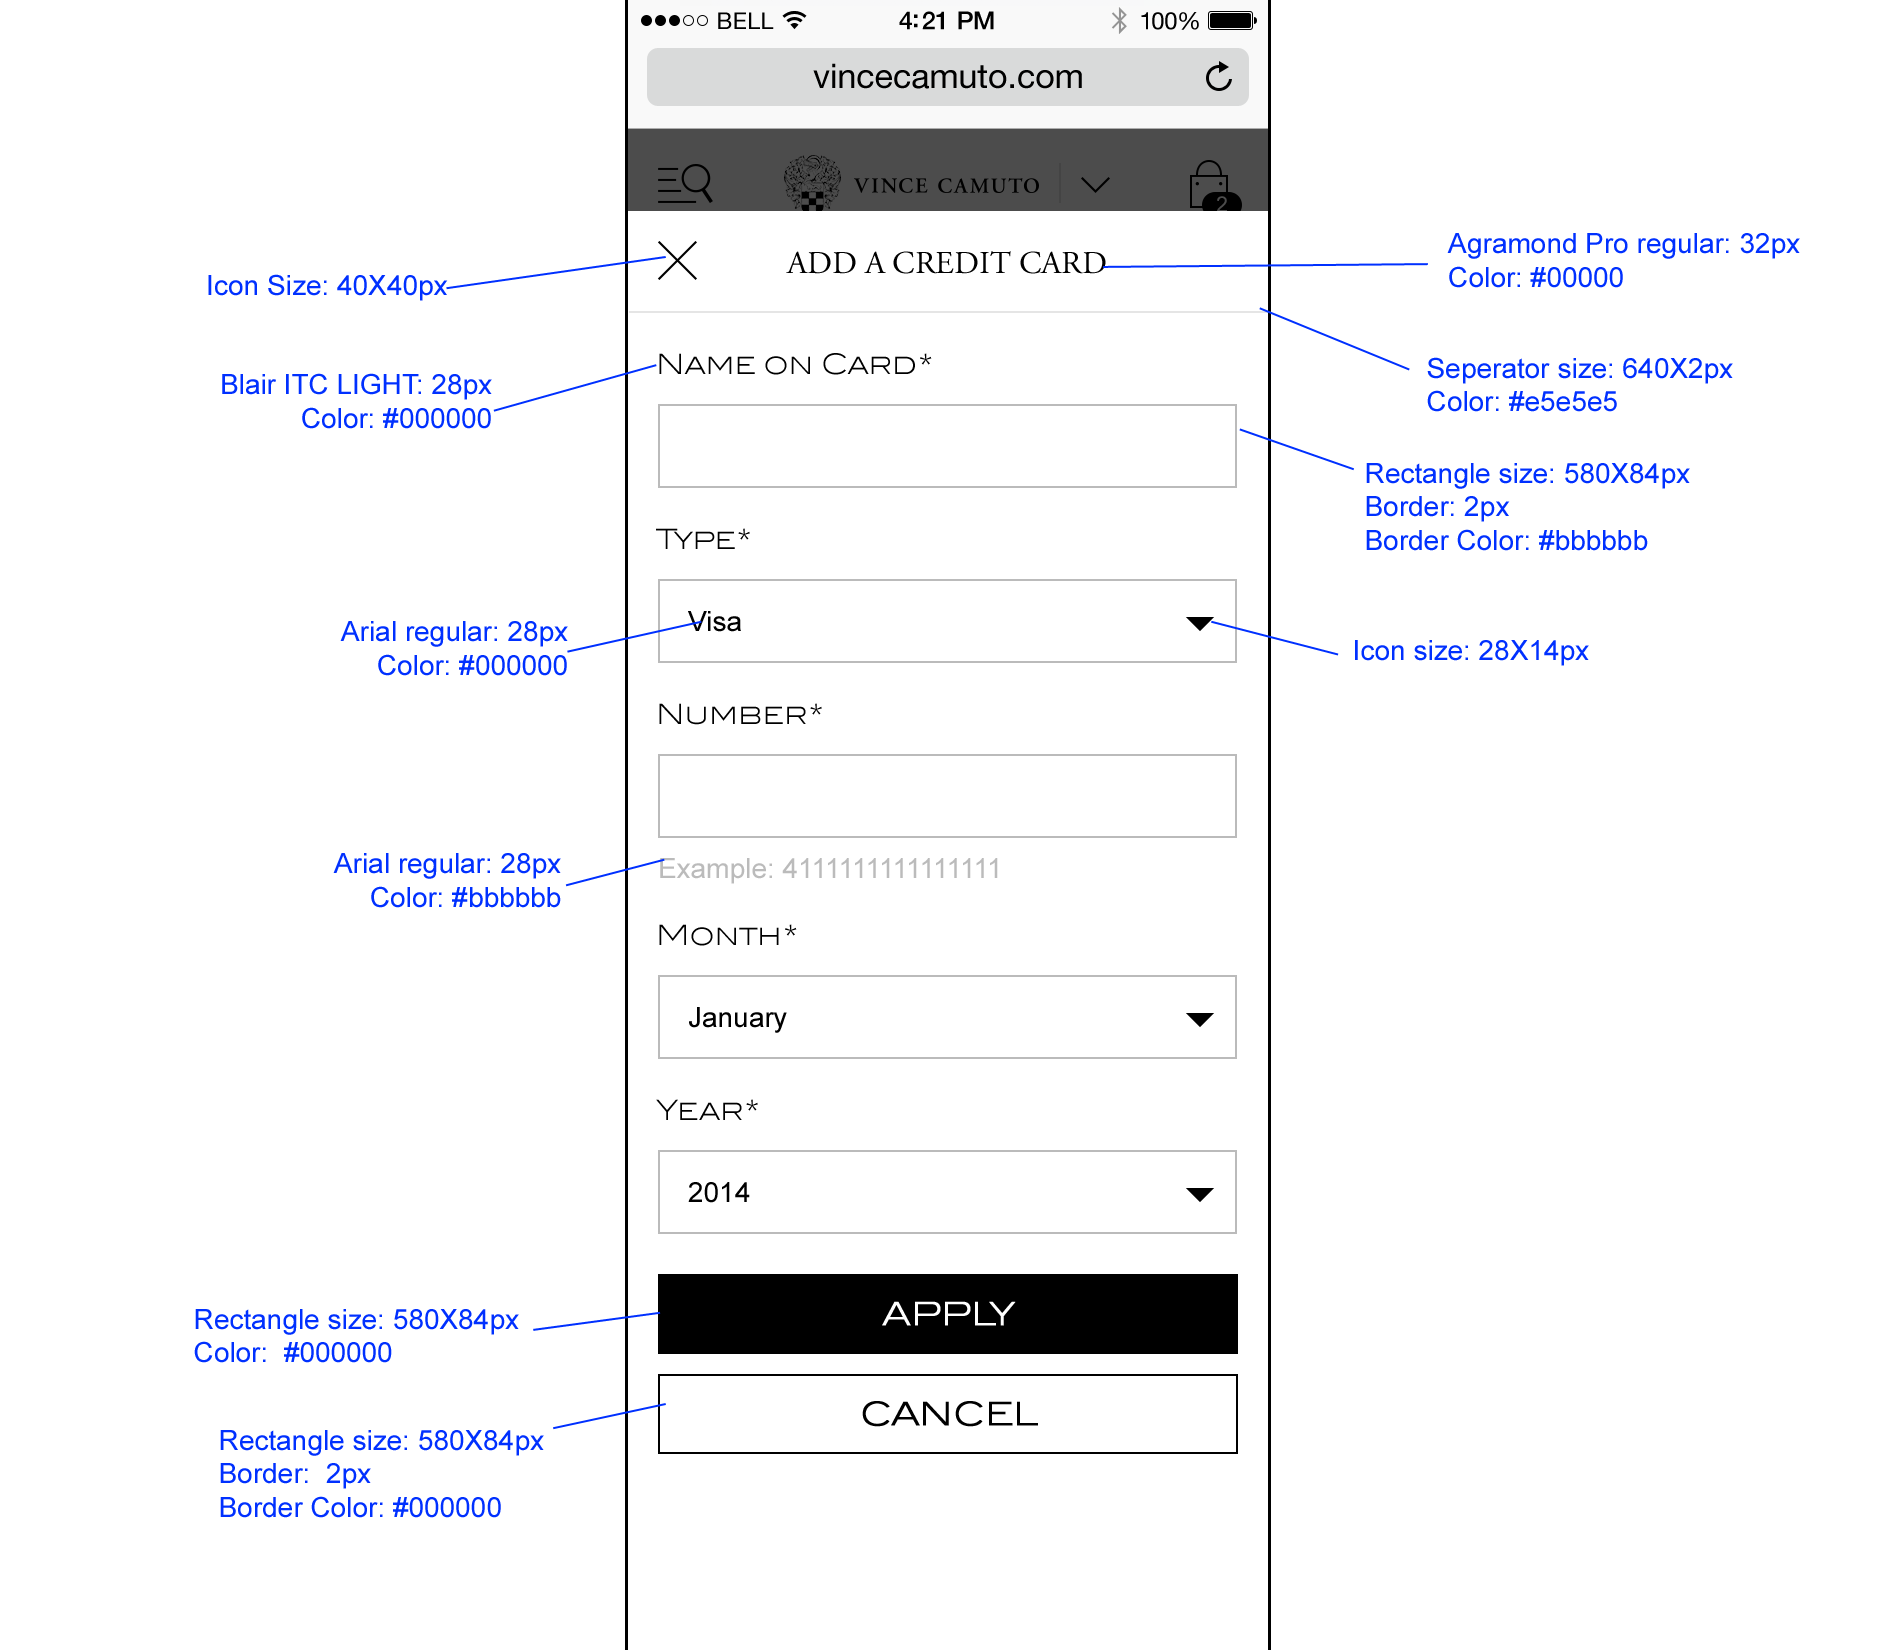 BELL
4:21 PM
100%
vincecamuto.com
VINCE CAMUTO
2
ADD A CREDIT CARD
Agramond Pro regular: 32px
Color: #00000
Icon Size: 40X40px
Seperator size: 640X2px
Color: #e5e5e5
Name on Card*
Blair ITC LIGHT: 28px
Color: #000000
Rectangle size: 580X84px
Border: 2px
Border Color: #bbbbbb
Type*
Visa
Arial regular: 28px
Color: #000000
Icon size: 28X14px
Number*
Example: 4111111111111111
Arial regular: 28px
Color: #bbbbbb
Month*
January
Year*
2014
APPLY
Rectangle size: 580X84px
Color:  #000000
CANCEL
Rectangle size: 580X84px
Border:  2px
Border Color: #000000